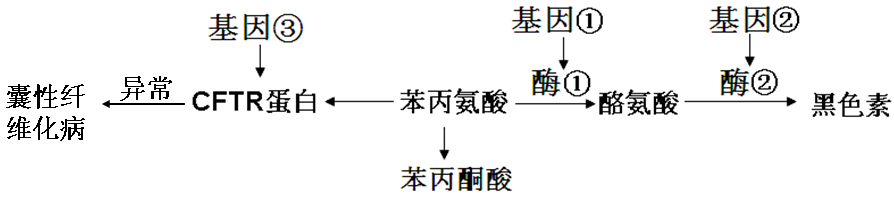 基因③
基因①
基因②
囊性纤
维化病
异常
CFTR蛋白
苯丙氨酸
酶①
酪氨酸
酶②
黑色素
苯丙酮酸